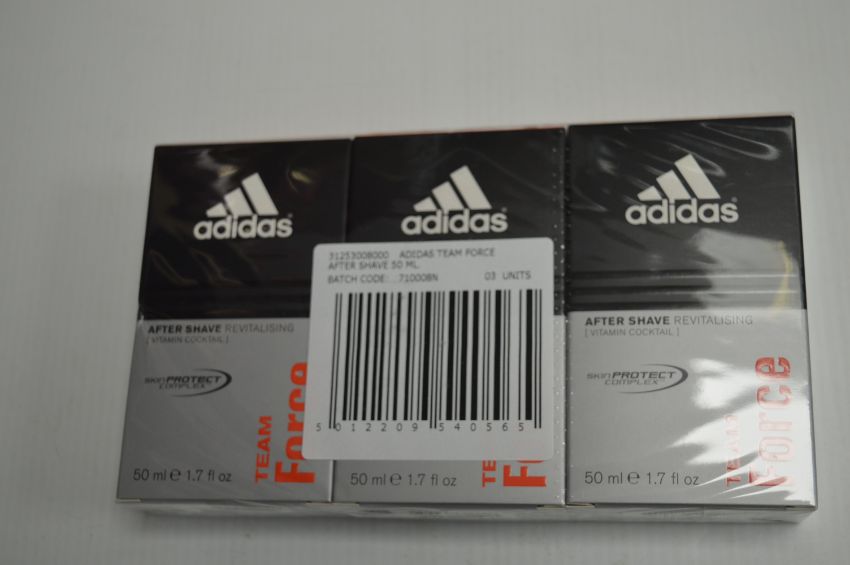 adidas
adidas
adidas
31253008000 ADIDAS TEAM FORCE
AFTER SHAVE 50 ML
BATCH CODE: 710008N 03 UNITS
5 012209 540565
AFTER SHAVE REVITALISING
[VITAMIN COCKTAIL]
SKIN PROTECT
COMPLEX
TEAM
Force
50 ml e 1.7 fl oz
50 ml e 1.7 fl oz
AFTER SHAVE REVITALISING
[VITAMIN COCKTAIL]
SKIN PROTECT
COMPLEX
TEAM
Force
50 ml e 1.7 fl oz